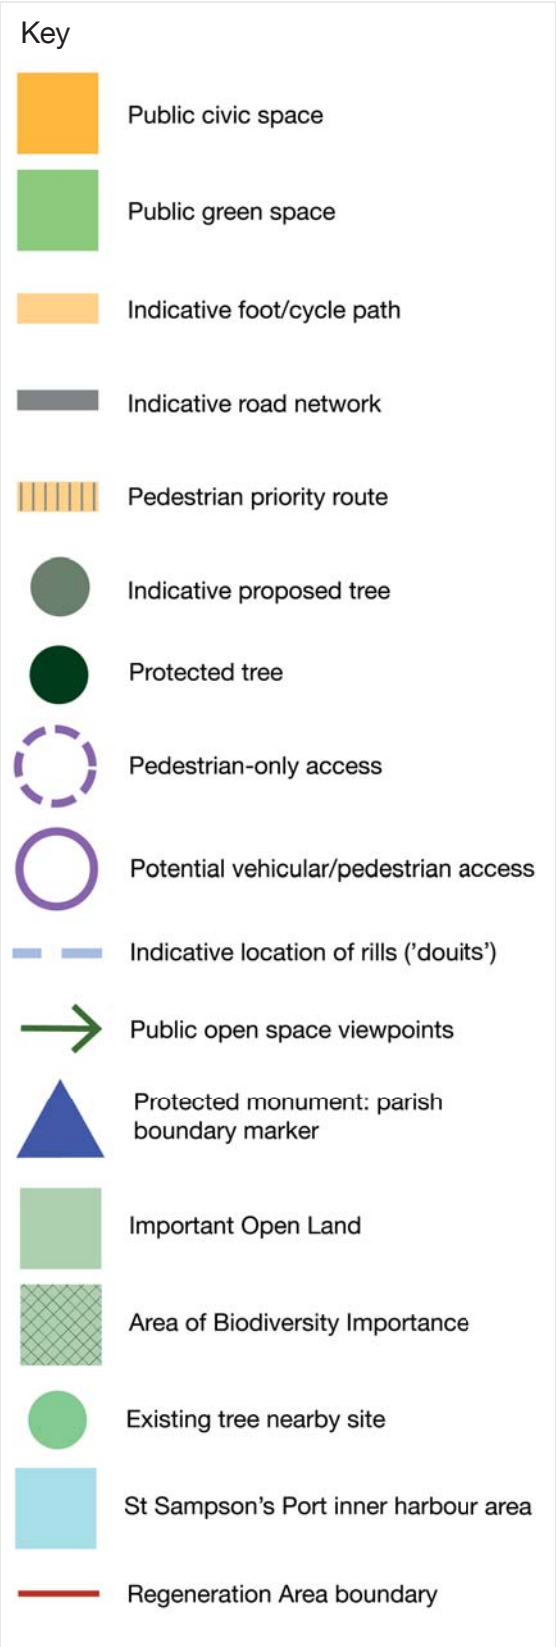 Key
Public civic space
Public green space
Indicative foot/cycle path
Indicative road network
Pedestrian priority route
Indicative proposed tree
Protected tree
Pedestrian-only access
Potential vehicular/pedestrian access
Indicative location of rills (’douits’)
Public open space viewpoints
Protected monument: parish
boundary marker
Important Open Land
Area of Biodiversity Importance
Existing tree nearby site
St Sampson’s Port inner harbour area
Regeneration Area boundary